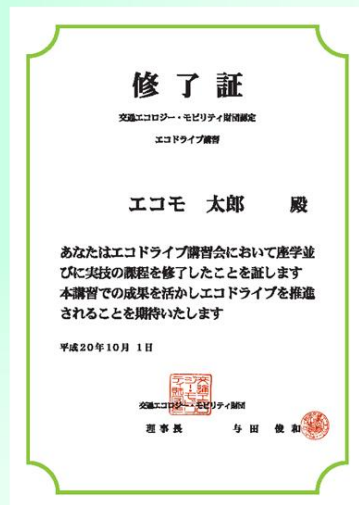 修了証
交通エコロジー・モビリティ財団認定
エコドライブ講習
エコモ 太郎 殿
あなたはエコドライブ講習会において座学並
びに実技の課程を修了したことを証します
本講習での成果を活かしエコドライブを推進
されることを期待いたします
平成20年10月 1日
交通エコロジー・モビリティ財団
理事長 与田 俊和